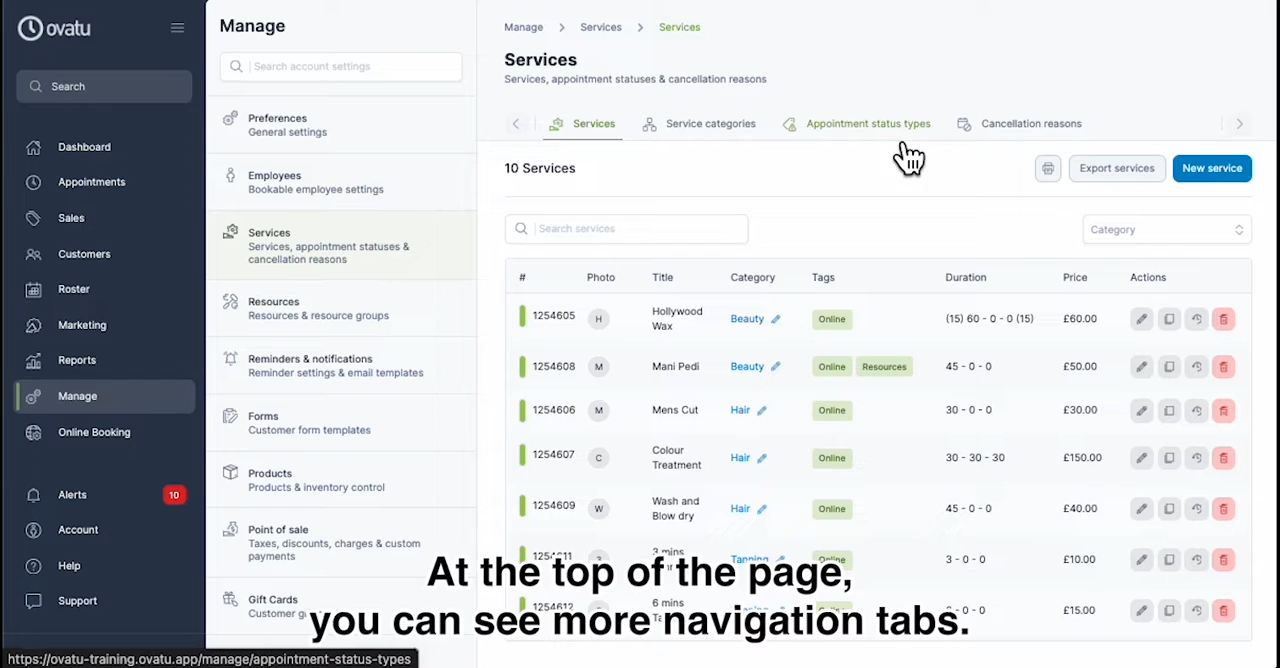 ovatu
Search
Dashboard
Appointments
Sales
Customers
Roster
Marketing
Reports
Manage
Online Booking
Alerts 10
Account
Help
Support
Manage
Search account settings
Preferences
General settings
Employees
Bookable employee settings
Services
Services, appointment statuses &
cancellation reasons
Resources
Resources & resource groups
Reminders & notifications
Reminder settings & email templates
Forms
Customer form templates
Products
Products & inventory control
Point of sale
Taxes, discounts, charges & custom
payments
Gift Cards
Customer
Manage > Services > Services
Services
Services, appointment statuses & cancellation reasons
Services Service categories Appointment status types Cancellation reasons
10 Services
Export services New service
Search services Category
# Photo Title Category Tags Duration Price Actions
1254605 H Hollywood
Wax Beauty Online (15) 60 - 0 - 0 (15) £60.00
1254608 M Mani Pedi Beauty Online Resources 45 - 0 - 0 £50.00
1254606 M Mens Cut Hair Online 30 - 0 - 0 £30.00
1254607 C Colour
Treatment Hair Online 30 - 30 - 30 £150.00
1254609 W Wash and
Blow dry Hair Online 45 - 0 - 0 £40.00
1254611 3 3 mins Tanning Online 3 - 0 - 0 £10.00
1254612 6 mins - 0 - 0 £15.00
At the top of the page,
you can see more navigation tabs.
https://ovatu-training.ovatu.app/manage/appointment-status-types